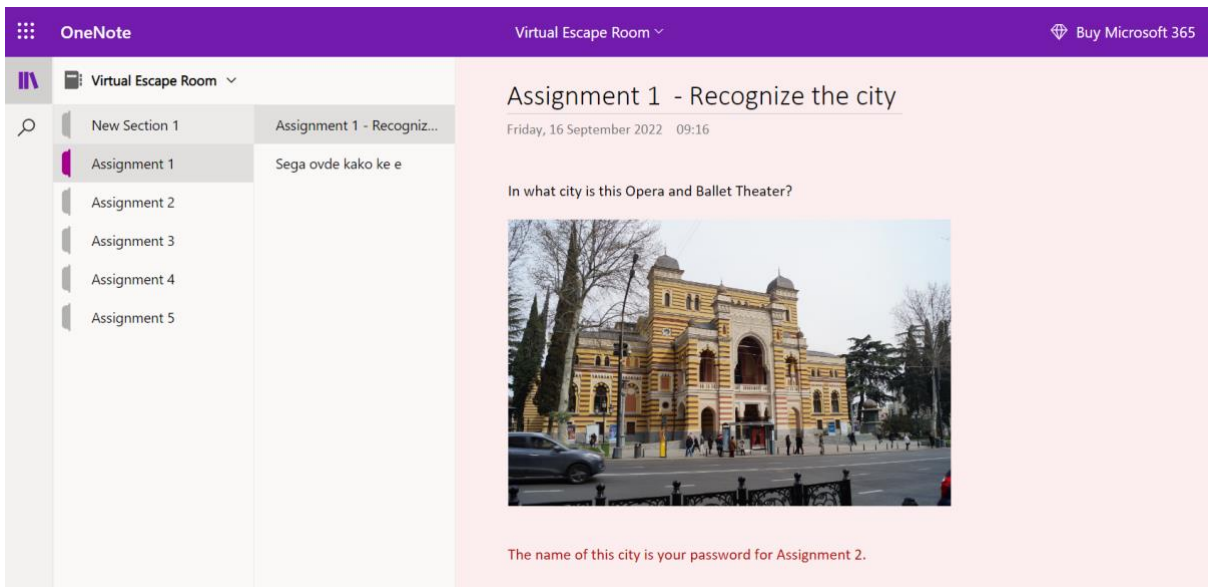 OneNote
Virtual Escape Room
Buy Microsoft 365
Virtual Escape Room
New Section 1
Assignment 1
Assignment 2
Assignment 3
Assignment 4
Assignment 5
Assignment 1 - Recogniz...
Sega ovde kako ke e
Assignment 1 - Recognize the city
Friday, 16 September 2022 09:16
In what city is this Opera and Ballet Theater?
The name of this city is your password for Assignment 2.